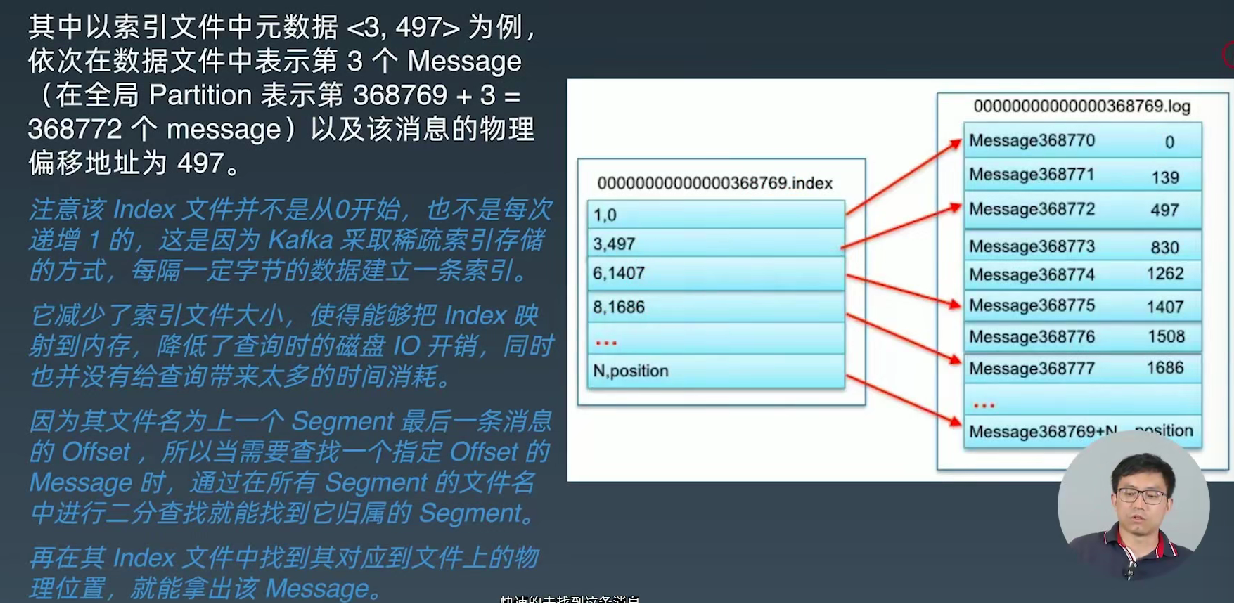 其中以索引文件中元数据 <3, 497> 为例，
依次在数据文件中表示第 3 个 Message
（在全局 Partition 表示第 368769 + 3 =
368772 个 message）以及该消息的物理
偏移地址为 497。
注意该 Index 文件并不是从0开始，也不是每次
递增 1 的，这是因为 Kafka 采取稀疏索引存储
的方式，每隔一定字节的数据建立一条索引。
它减少了索引文件大小，使得能够把 Index 映
射到内存，降低了查询时的磁盘 IO 开销，同时
也并没有给查询带来太多的时间消耗。
因为其文件名为上一个 Segment 最后一条消息
的 Offset ，所以当需要查找一个指定 Offset 的
Message 时，通过在所有 Segment 的文件名
中进行二分查找就能找到它归属的 Segment。
再在其 Index 文件中找到其对应到文件上的物
理位置，就能拿出该 Message。
00000000000000368769.index
1,0
3,497
6,1407
8,1686
...
N,position
00000000000000368769.log
Message368770 0
Message368771 139
Message368772 497
Message368773 830
Message368774 1262
Message368775 1407
Message368776 1508
Message368777 1686
...
Message368769+N position